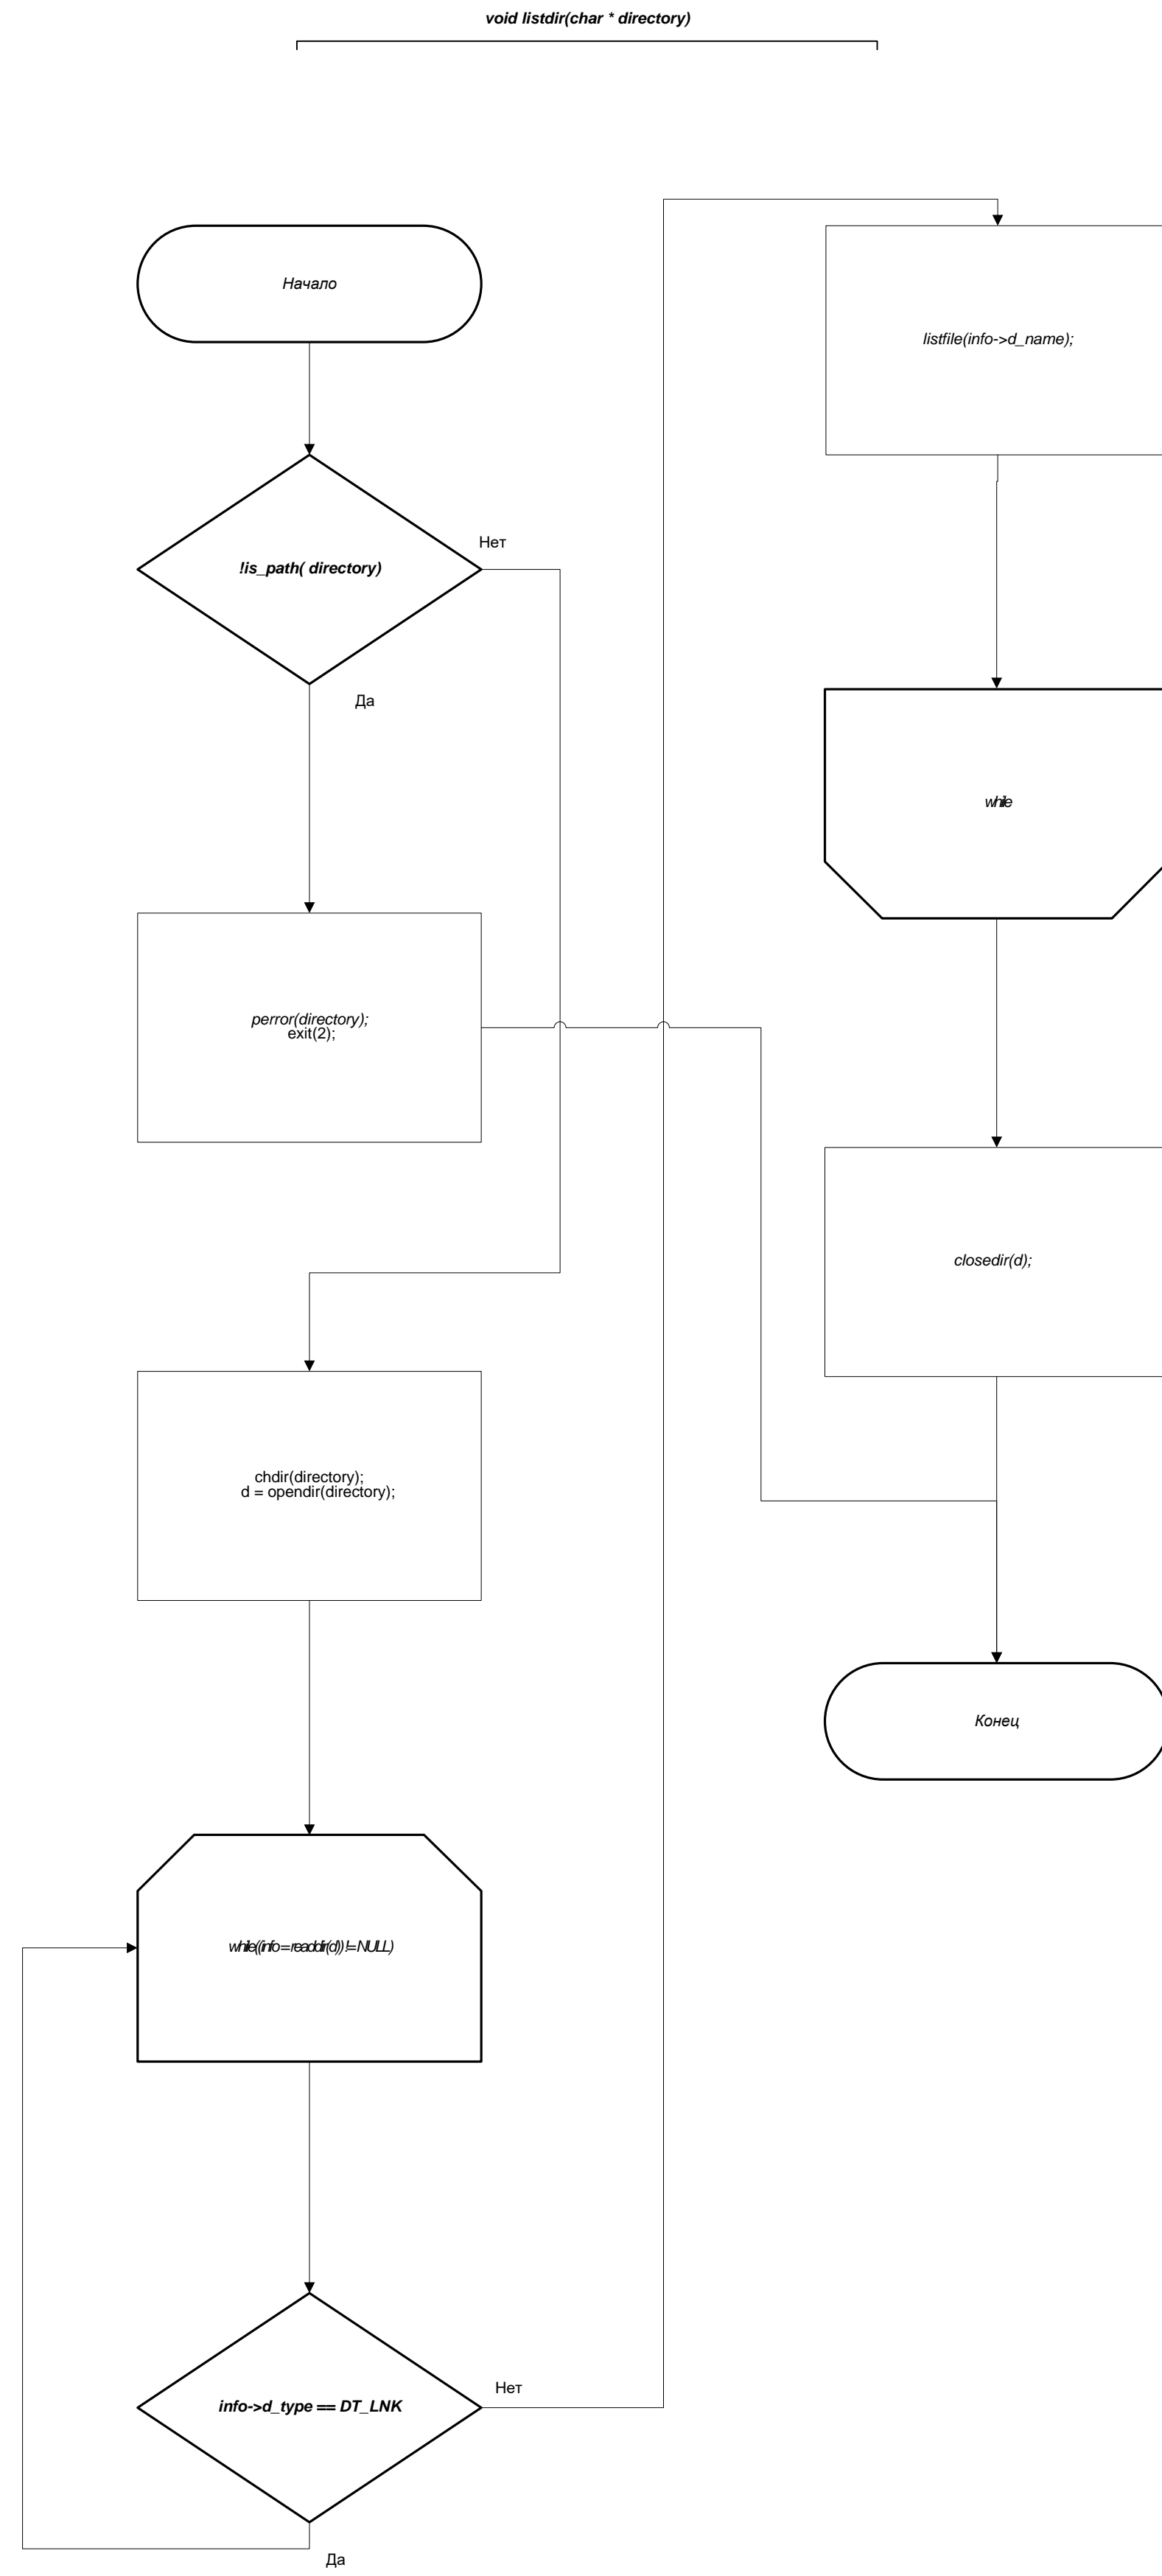 void listdir(char * directory)
Начало
!is_path( directory)
Нет
Да
perror(directory);
exit(2);
chdir(directory);
d = opendir(directory);
while((info=readdir(d))!=NULL)
info->d_type == DT_LNK
Нет
Да
listfile(info->d_name);
while
closedir(d);
Конец